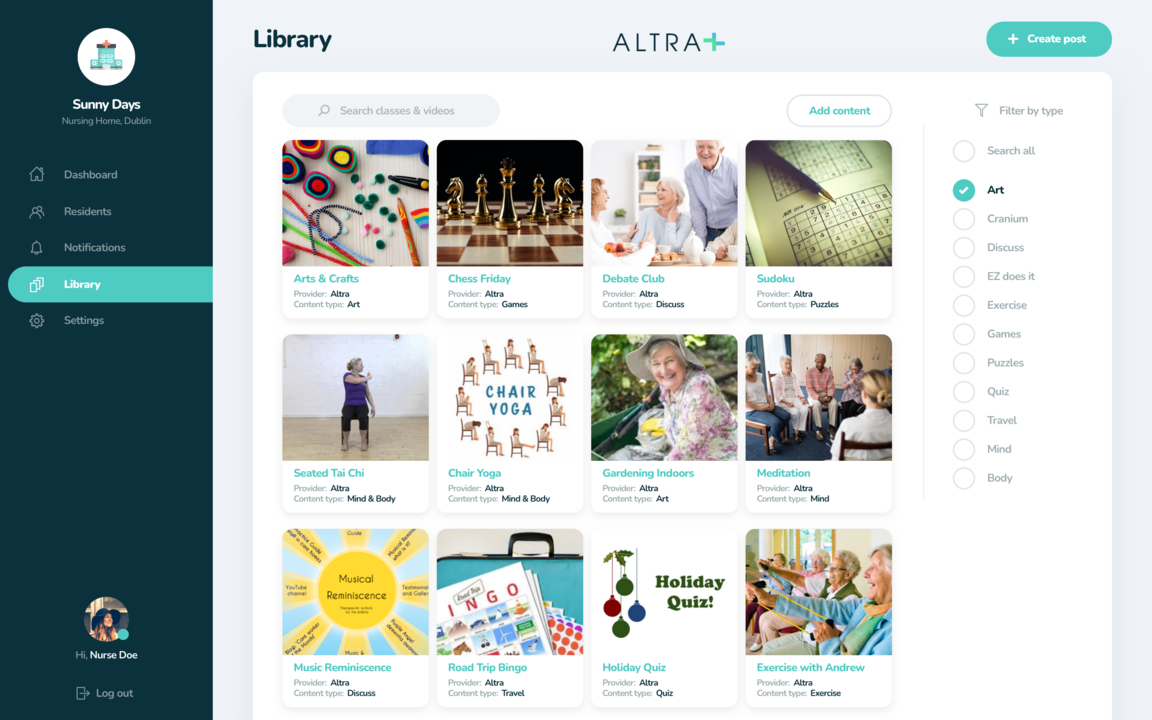 Library
ALTRA+
Create post
Sunny Days
Nursing Home, Dublin
Dashboard
Residents
Notifications
Library
Settings
Hi, Nurse Doe
Log out
Search classes & videos
Add content
Arts & Crafts
Provider: Altra
Content type: Art
Chess Friday
Provider: Altra
Content type: Games
Debate Club
Provider: Altra
Content type: Discuss
Sudoku
Provider: Altra
Content type: Puzzles
Seated Tai Chi
Provider: Altra
Content type: Mind & Body
CHAIR
YOGA
Chair Yoga
Provider: Altra
Content type: Mind & Body
Gardening Indoors
Provider: Altra
Content type: Art
Meditation
Provider: Altra
Content type: Mind
Guide
YouTube
channel
Musical
Reminiscence
Music Reminiscence
Provider: Altra
Content type: Discuss
Road Trip
INGO
Road Trip Bingo
Provider: Altra
Content type: Travel
Holiday
Quiz!
Holiday Quiz
Provider: Altra
Content type: Quiz
Exercise with Andrew
Provider: Altra
Content type: Exercise
Filter by type
Search all
Art
Cranium
Discuss
EZ does it
Exercise
Games
Puzzles
Quiz
Travel
Mind
Body